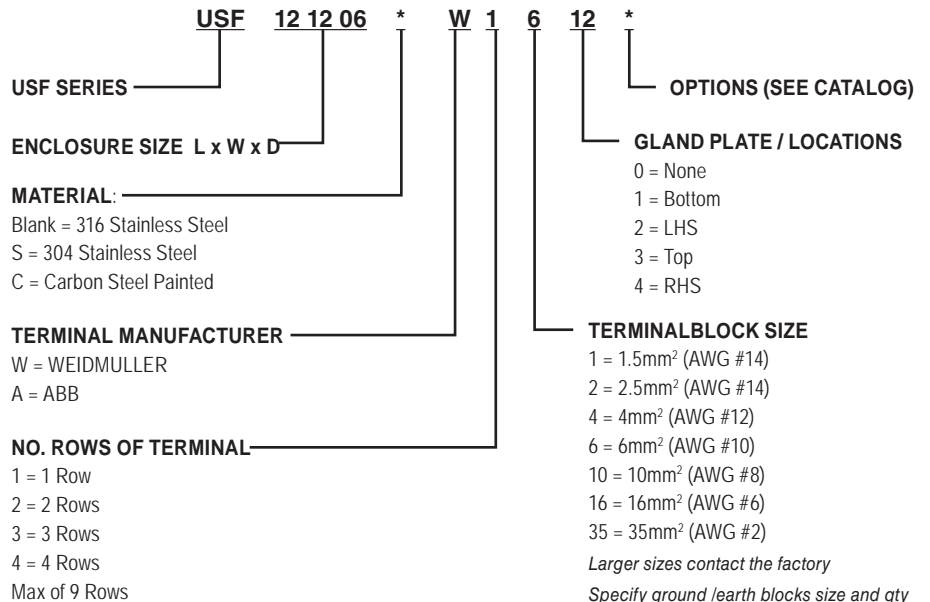 USF 12 12 06 * W 1 6 12 *
USF SERIES
ENCLOSURE SIZE L x W x D
MATERIAL:
Blank = 316 Stainless Steel
S = 304 Stainless Steel
C = Carbon Steel Painted
TERMINAL MANUFACTURER
W = WEIDMULLER
A = ABB
NO. ROWS OF TERMINAL
1 = 1 Row
2 = 2 Rows
3 = 3 Rows
4 = 4 Rows
Max of 9 Rows
OPTIONS (SEE CATALOG)
GLAND PLATE / LOCATIONS
0 = None
1 = Bottom
2 = LHS
3 = Top
4 = RHS
TERMINALBLOCK SIZE
1 = 1.5mm² (AWG #14)
2 = 2.5mm² (AWG #14)
4 = 4mm² (AWG #12)
6 = 6mm² (AWG #10)
10 = 10mm² (AWG #8)
16 = 16mm² (AWG #6)
35 = 35mm² (AWG #2)
Larger sizes contact the factory
Specify ground /earth blocks size and qty